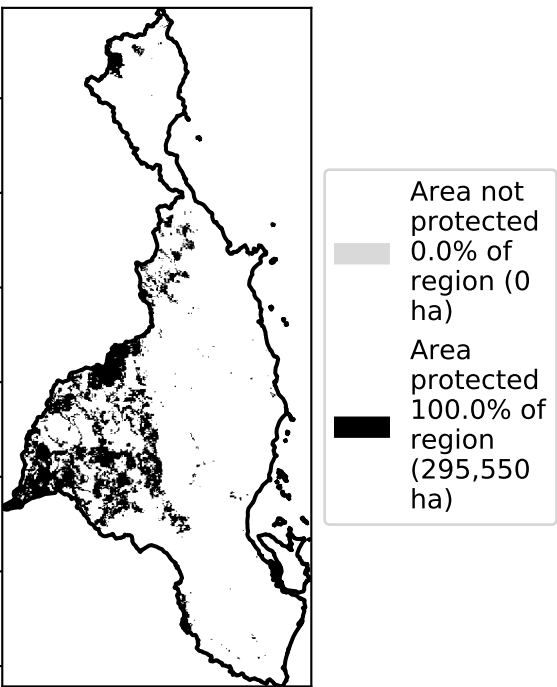 Area not
protected
0.0% of
region (0
ha)
Area
protected
100.0% of
region
(295,550
ha)